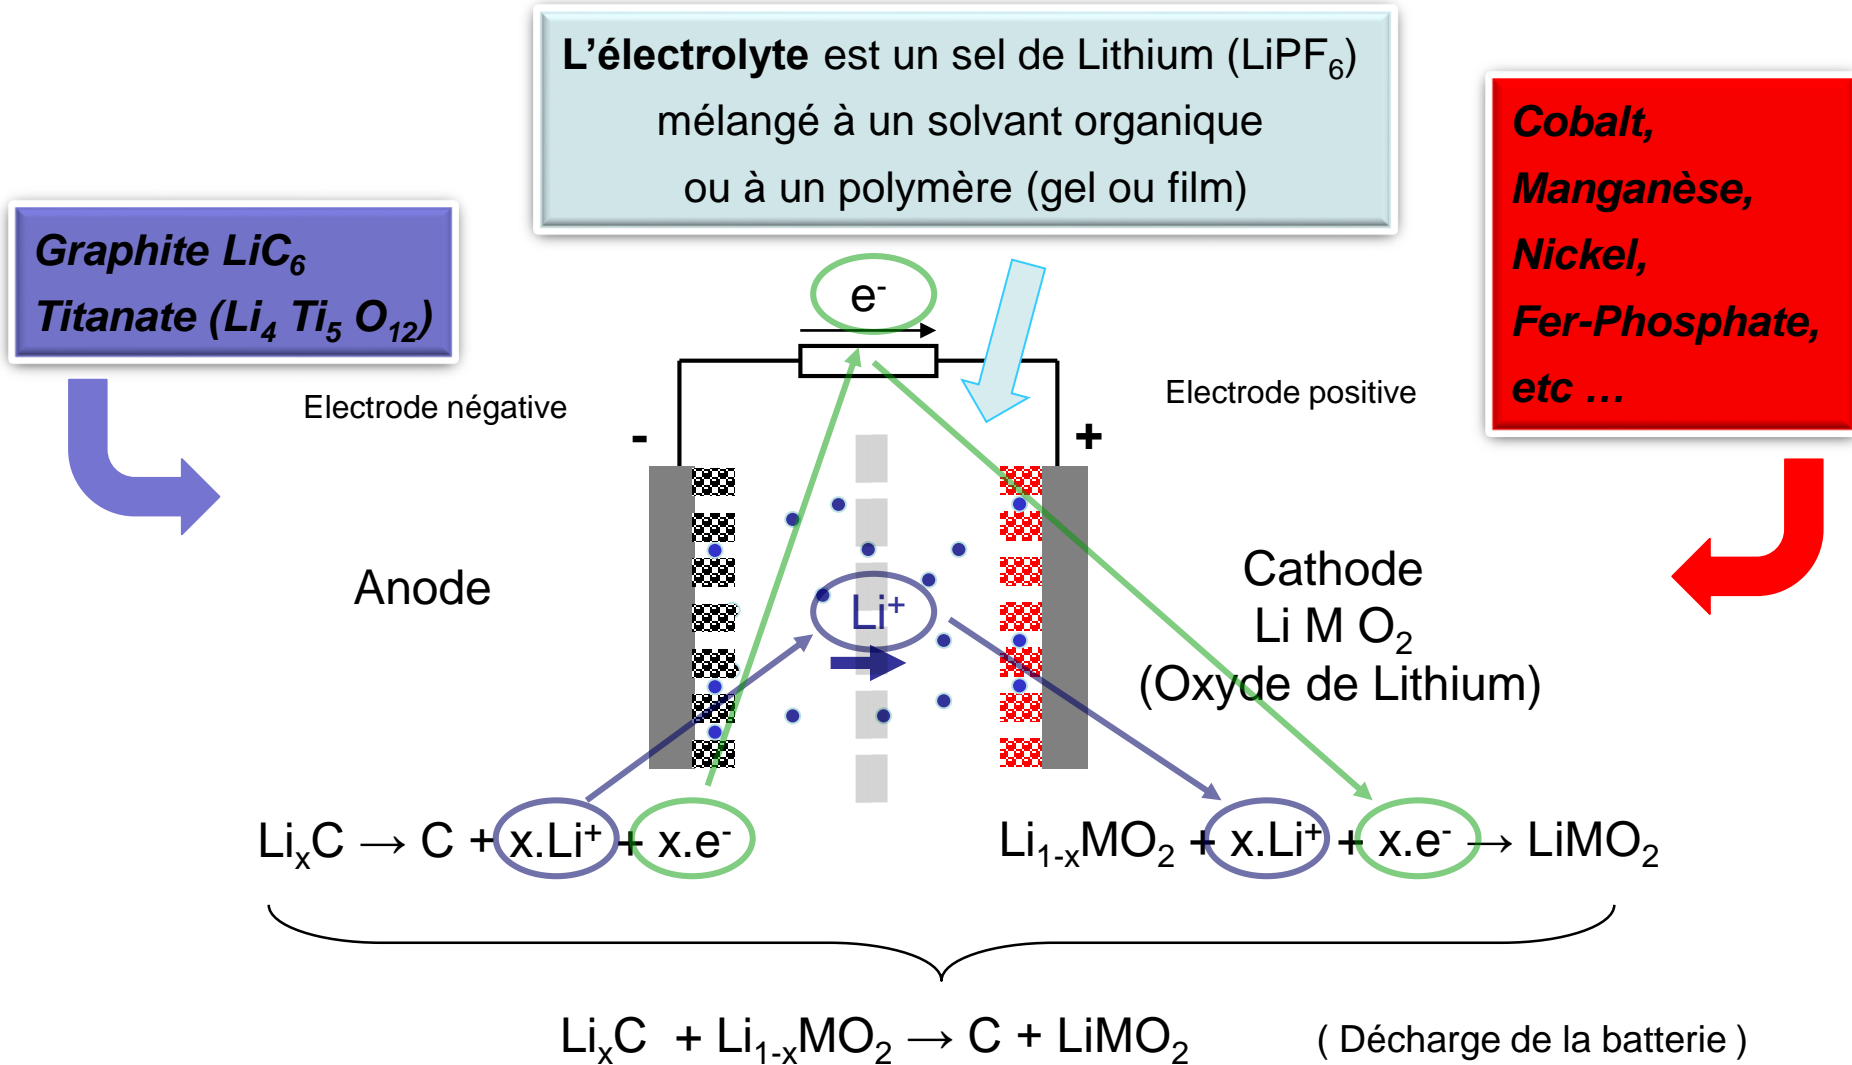 L’électrolyte est un sel de Lithium (LiPF₆)
mélangé à un solvant organique
ou à un polymère (gel ou film)
Cobalt,
Manganèse,
Nickel,
Fer-Phosphate,
etc …
Graphite LiC₆
Titanate (Li₄ Ti₅ O₁₂)
e⁻
Electrode négative
Electrode positive
-
+
Anode
Li⁺
Cathode
Li M O₂
(Oxyde de Lithium)
LiₓC → C + x.Li⁺ + x.e⁻
Li₁₋ₓMO₂ + x.Li⁺ + x.e⁻ → LiMO₂
LiₓC + Li₁₋ₓMO₂ → C + LiMO₂ ( Décharge de la batterie )